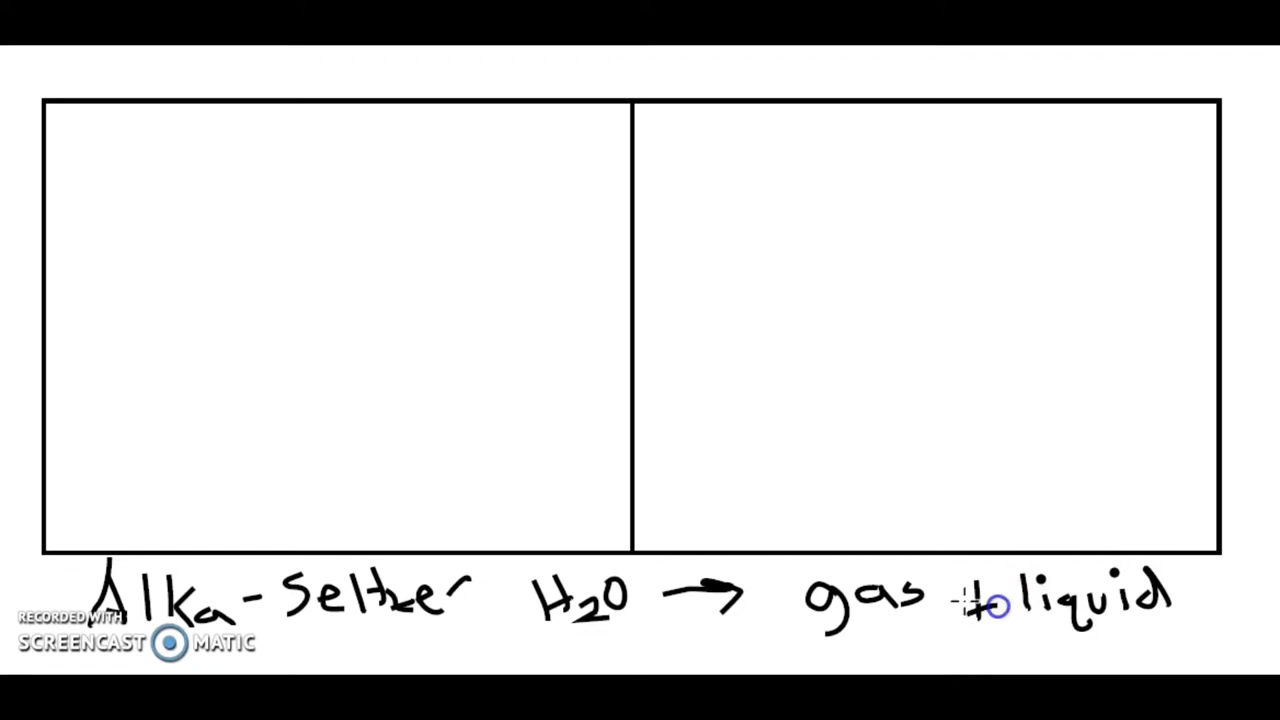 Alka-Seltzer H2O → gas + liquid
RECORDED WITH
SCREENCAST MATIC